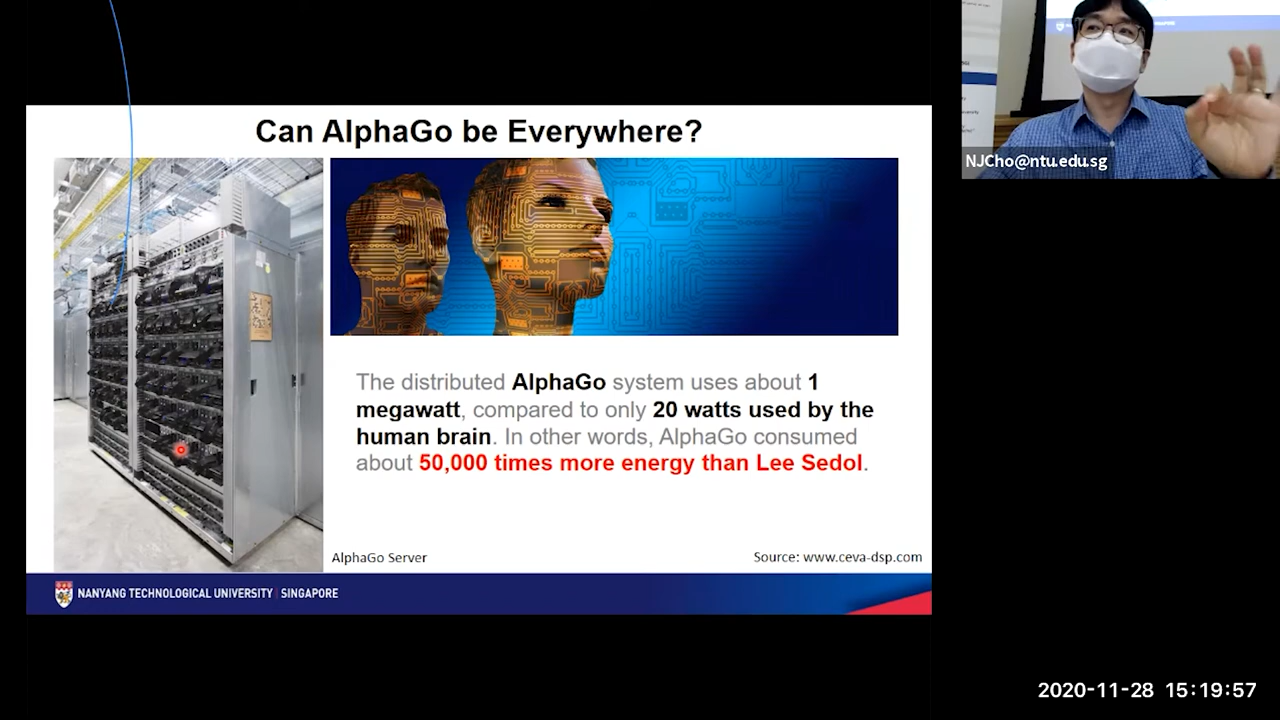 Can AlphaGo be Everywhere?
The distributed AlphaGo system uses about 1
megawatt, compared to only 20 watts used by the
human brain. In other words, AlphaGo consumed
about 50,000 times more energy than Lee Sedol.
AlphaGo Server
Source: www.ceva-dsp.com
NANYANG TECHNOLOGICAL UNIVERSITY SINGAPORE
NJCho@ntu.edu.sg
2020-11-28 15:19:57